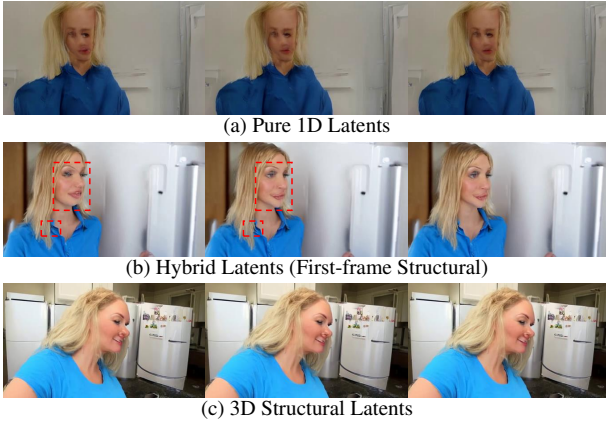 (a) Pure 1D Latents
(b) Hybrid Latents (First-frame Structural)
(c) 3D Structural Latents